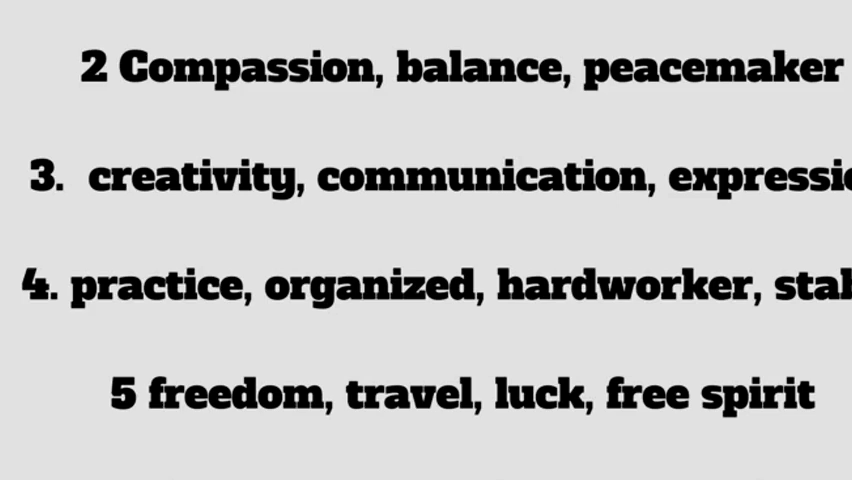 2 Compassion, balance, peacemaker
3. creativity, communication,
4. practice, organized, hardworker,
5 freedom, travel, luck, free spirit